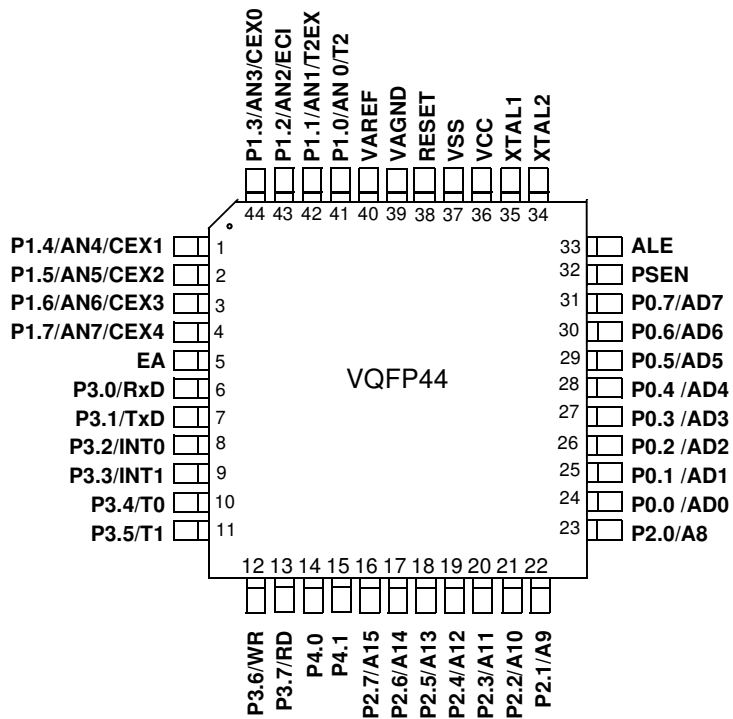 P1.3/AN3/CEX0
P1.2/AN2/ECI
P1.1/AN1/T2EX
P1.0/AN 0/T2
VAREF
VAGND
RESET
VSS
VCC
XTAL1
XTAL2
44 43 42 41 40 39 38 37 36 35 34
P1.4/AN4/CEX1 1
P1.5/AN5/CEX2 2
P1.6/AN6/CEX3 3
P1.7/AN7/CEX4 4
EA 5
P3.0/RxD 6
P3.1/TxD 7
P3.2/INT0 8
P3.3/INT1 9
P3.4/T0 10
P3.5/T1 11
VQFP44
33 ALE
32 PSEN
31 P0.7/AD7
30 P0.6/AD6
29 P0.5/AD5
28 P0.4 /AD4
27 P0.3 /AD3
26 P0.2 /AD2
25 P0.1 /AD1
24 P0.0 /AD0
23 P2.0/A8
12 13 14 15 16 17 18 19 20 21 22
P3.6/WR
P3.7/RD
P4.0
P4.1
P2.7/A15
P2.6/A14
P2.5/A13
P2.4/A12
P2.3/A11
P2.2/A10
P2.1/A9